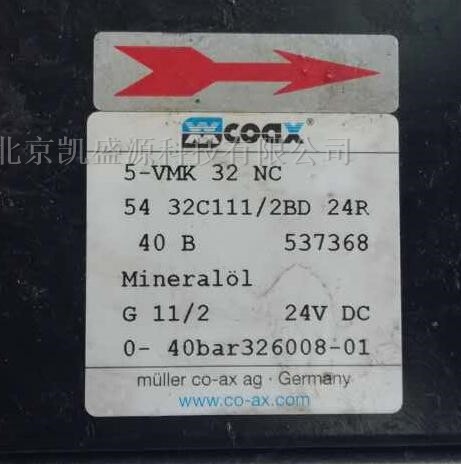 coax®
北京凯盛源科技有限公司
5-VMK 32 NC
54 32C111/2BD 24R
40 B 537368
Mineralöl
G 11/2 24V DC
0- 40bar326008-01
müller co-ax ag · Germany
www.co-ax.com